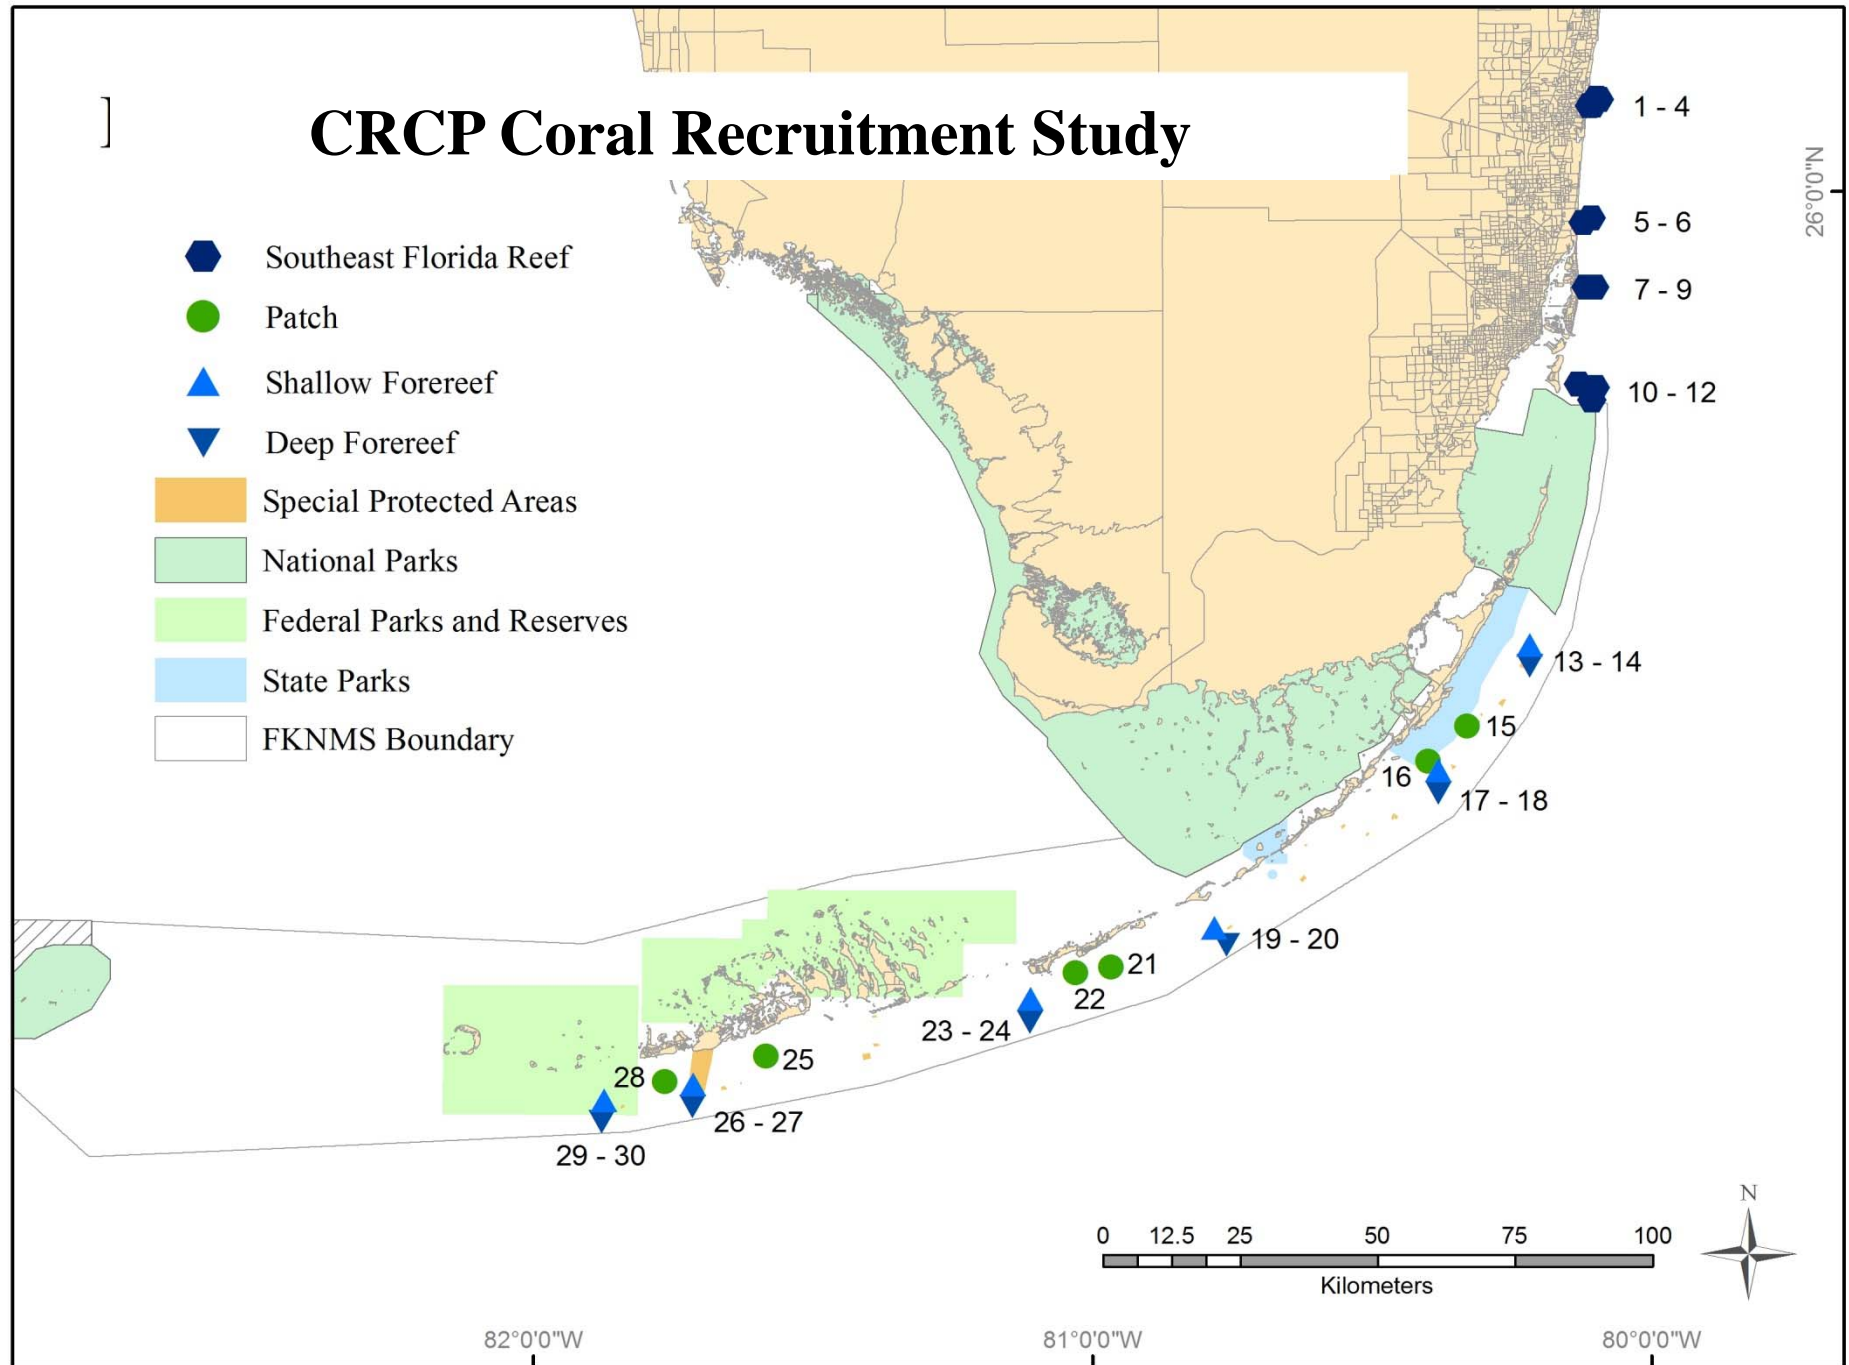 CRCP Coral Recruitment Study
Southeast Florida Reef
Patch
Shallow Forereef
Deep Forereef
Special Protected Areas
National Parks
Federal Parks and Reserves
State Parks
FKNMS Boundary
1 - 4
26°0'0"N
5 - 6
7 - 9
10 - 12
13 - 14
15
16
17 - 18
19 - 20
21
22
23 - 24
25
28
26 - 27
29 - 30
N
0 12.5 25 50 75 100
Kilometers
82°0'0"W 81°0'0"W 80°0'0"W